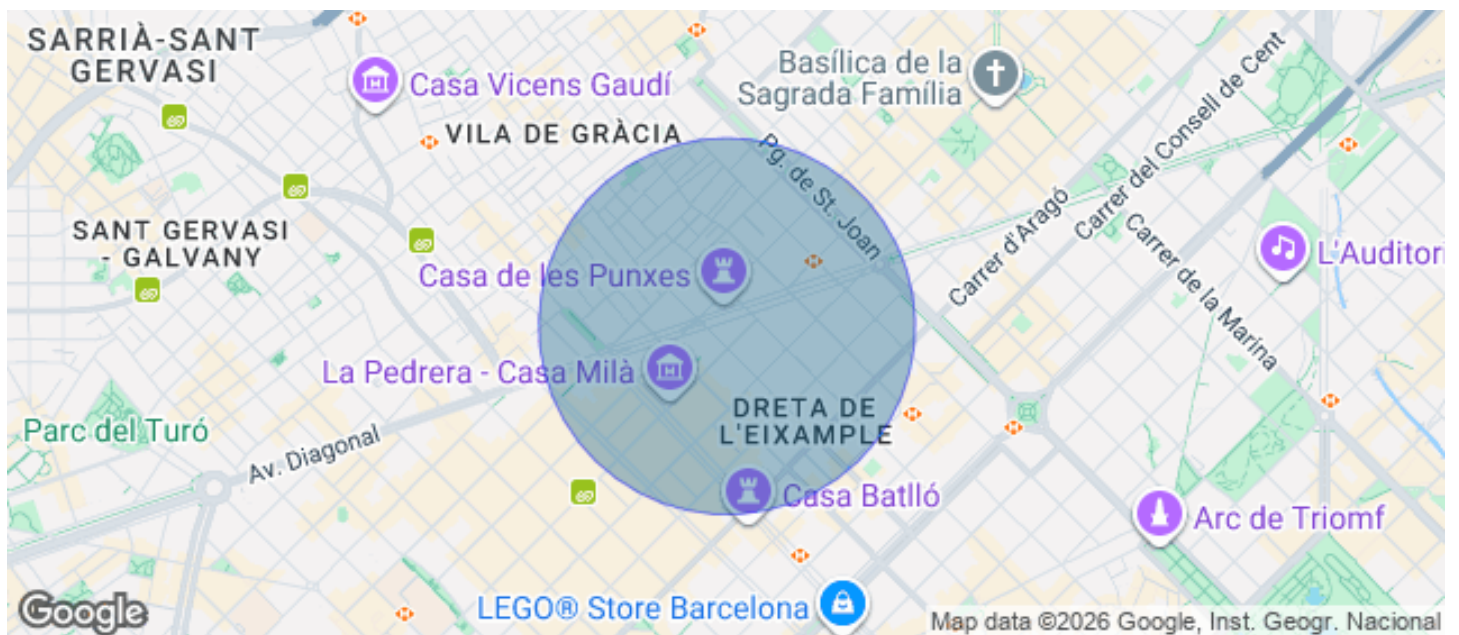 SARRIÀ-SANT
GERVASI
Casa Vicens Gaudí
Basílica de la
Sagrada Família
VILA DE GRÀCIA
Pg. de St. Joan
Carrer del Consell de Cent
Carrer d'Aragó
Carrer de la Marina
SANT GERVASI
- GALVANY
Casa de les Punxes
L'Auditori
La Pedrera - Casa Milà
DRETA DE
L'EIXAMPLE
Parc del Turó
Av. Diagonal
Casa Batlló
Arc de Triomf
LEGO® Store Barcelona
Google
Map data ©2026 Google, Inst. Geogr. Nacional